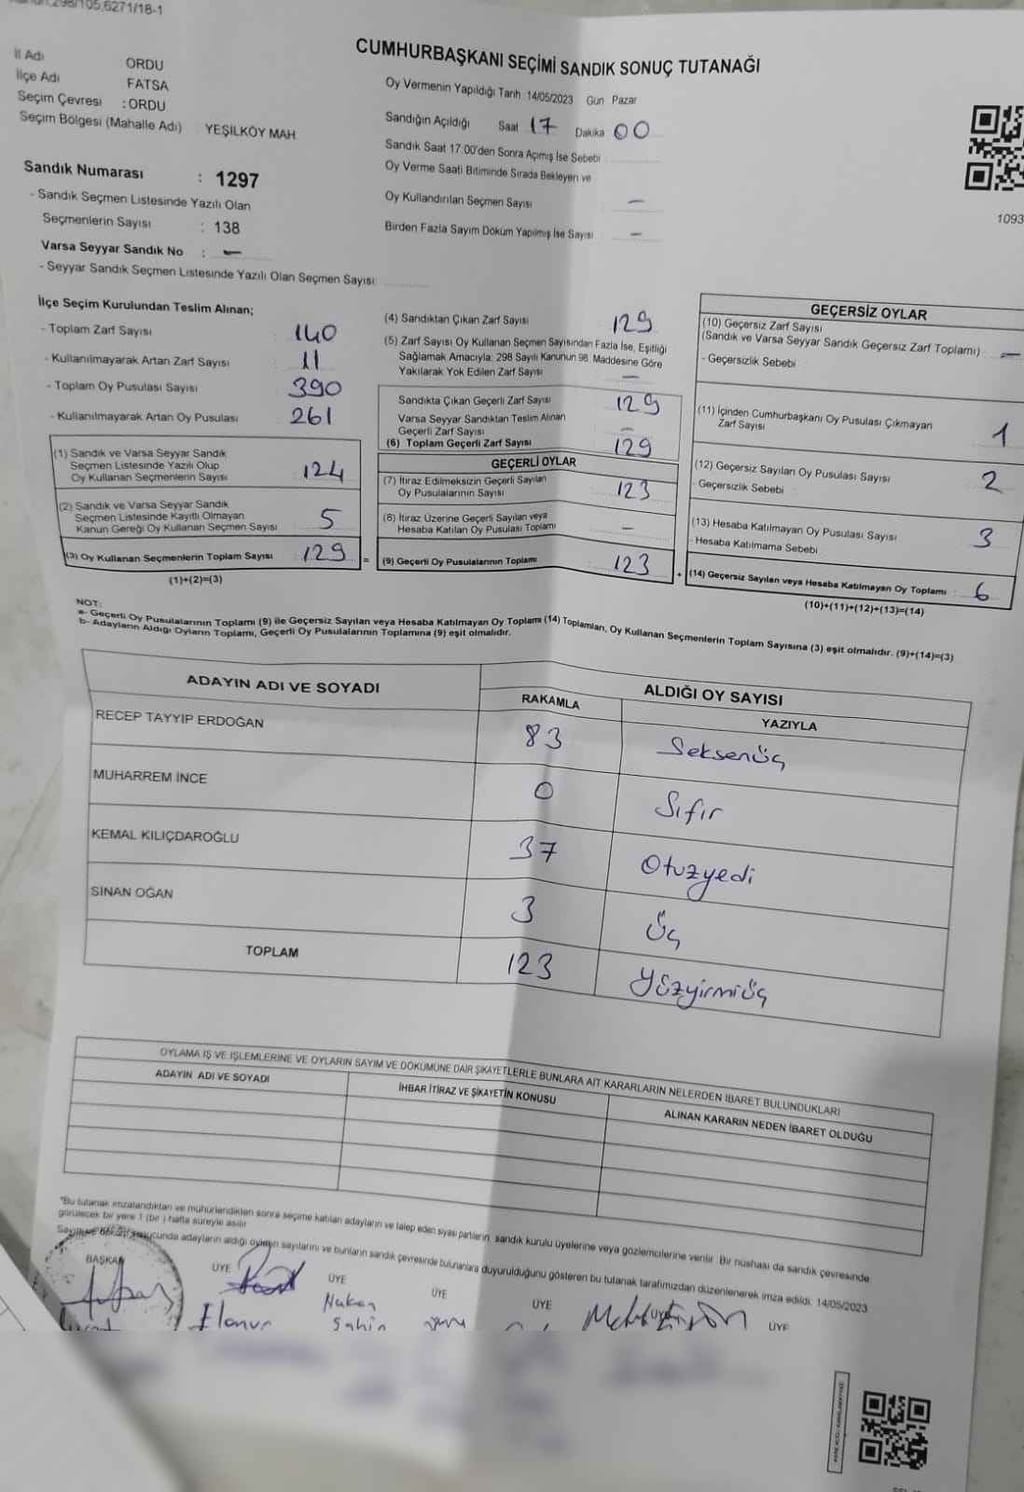 298/105,6271/18-1
CUMHURBAŞKANI SEÇİMİ SANDIK SONUÇ TUTANAĞI
İl Adı ORDU
İlçe Adı FATSA
Seçim Çevresi : ORDU
Seçim Bölgesi (Mahalle Adı) YEŞİLKÖY MAH.
Oy Vermenin Yapıldığı Tarih 14/05/2023 Gün Pazar
Sandığın Açıldığı Saat 17 Dakika 00
Sandık Saat 17.00'den Sonra Açımış İse Sebebi
Oy Verme Saati Bitiminde Sırada Bekleyen ve
Oy Kullandırılan Seçmen Sayısı –
Birden Fazla Sayım Döküm Yapılmış İse Sayısı –
1093
Sandık Numarası : 1297
- Sandık Seçmen Listesinde Yazılı Olan
Seçmenlerin Sayısı : 138
Varsa Seyyar Sandık No : –
- Seyyar Sandık Seçmen Listesinde Yazılı Olan Seçmen Sayısı
İlçe Seçim Kurulundan Teslim Alınan;
- Toplam Zarf Sayısı 140
- Kullanılmayarak Artan Zarf Sayısı 11
- Toplam Oy Pusulası Sayısı 390
- Kullanılmayarak Artan Oy Pusulası 261
(1) Sandık ve Varsa Seyyar Sandık
Seçmen Listesinde Yazılı Olup
Oy Kullanan Seçmenlerin Sayısı 124
(2) Sandık ve Varsa Seyyar Sandık
Seçmen Listesinde Kayıtlı Olmayan
Kanun Gereği Oy Kullanan Seçmen Sayısı 5
(3) Oy Kullanan Seçmenlerin Toplam Sayısı 129 =
(1)+(2)=(3)
(4) Sandıktan Çıkan Zarf Sayısı 129
(5) Zarf Sayısı Oy Kullanan Seçmen Sayısından Fazla İse, Eşitliği
Sağlamak Amacıyla; 298 Sayılı Kanunun 98. Maddesine Göre
Yakılarak Yok Edilen Zarf Sayısı –
Sandıkta Çıkan Geçerli Zarf Sayısı 129
Varsa Seyyar Sandıktan Teslim Alınan
Geçerli Zarf Sayısı –
(6) Toplam Geçerli Zarf Sayısı 129
GEÇERLİ OYLAR
(7) İtiraz Edilmeksizin Geçerli Sayılan
Oy Pusulalarının Sayısı 123
(8) İtiraz Üzerine Geçerli Sayılan veya
Hesaba Katılan Oy Pusulası Toplamı –
(9) Geçerli Oy Pusulalarının Toplamı 123 +
GEÇERSİZ OYLAR
(10) Geçersiz Zarf Sayısı
(Sandık ve Varsa Seyyar Sandık Geçersiz Zarf Toplamı) –
- Geçersizlik Sebebi
(11) İçinden Cumhurbaşkanı Oy Pusulası Çıkmayan
Zarf Sayısı 1
(12) Geçersiz Sayılan Oy Pusulası Sayısı 2
- Geçersizlik Sebebi
(13) Hesaba Katılmayan Oy Pusulası Sayısı 3
- Hesaba Katılmama Sebebi
(14) Geçersiz Sayılan veya Hesaba Katılmayan Oy Toplamı : 6
(10)+(11)+(12)+(13)=(14)
NOT:
a- Geçerli Oy Pusulalarının Toplamı (9) ile Geçersiz Sayılan veya Hesaba Katılmayan Oy Toplamı (14) Toplamları, Oy Kullanan Seçmenlerin Toplam Sayısına (3) eşit olmalıdır. (9)+(14)=(3)
b- Adayların Aldığı Oyların Toplamı, Geçerli Oy Pusulalarının Toplamına (9) eşit olmalıdır.
ADAYIN ADI VE SOYADI
ALDIĞI OY SAYISI
RAKAMLA YAZIYLA
RECEP TAYYIP ERDOĞAN 83 Seksenüç
MUHARREM İNCE 0 Sıfır
KEMAL KILIÇDAROĞLU 37 Otuzyedi
SİNAN OĞAN 3 Üç
TOPLAM 123 Yüzyirmiüç
OYLAMA İŞ VE İŞLEMLERİNE VE OYLARIN SAYIM VE DÖKÜMÜNE DAİR ŞİKAYETLERLE BUNLARA AİT KARARLARIN NELERDEN İBARET BULUNDUKLARI
ADAYIN ADI VE SOYADI
İHBAR İTİRAZ VE ŞİKAYETİN KONUSU
ALINAN KARARIN NEDEN İBARET OLDUĞU
*Bu tutanak imzalandıktan ve mühürlendikten sonra seçime katılan adayların ve talep eden siyasi partilerin, sandık kurulu üyelerine veya gözlemcilerine verilir. Bir nüshası da sandık çevresinde
görülecek bir yere 1 (bir ) hafta süreyle asılır
adayların aldığı oyların sayılarını ve bunların sandık çevresinde bulunanlara duyurulduğunu gösteren bu tutanak tarafımızdan düzenlenerek imza edildi. 14/05/2023
BAŞKAN ÜYE ÜYE ÜYE ÜYE ÜYE
Elanur
Hakan
Şahin